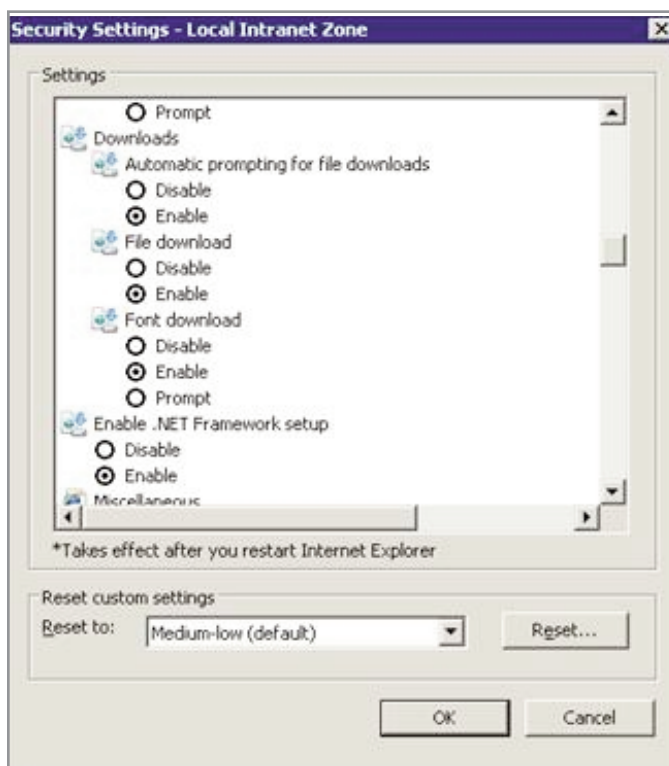 Security Settings - Local Intranet Zone
Settings
Prompt
Downloads
Automatic prompting for file downloads
Disable
Enable
File download
Disable
Enable
Font download
Disable
Enable
Prompt
Enable .NET Framework setup
Disable
Enable
Miscellaneous
*Takes effect after you restart Internet Explorer
Reset custom settings
Reset to:
Medium-low (default)
Reset...
OK
Cancel